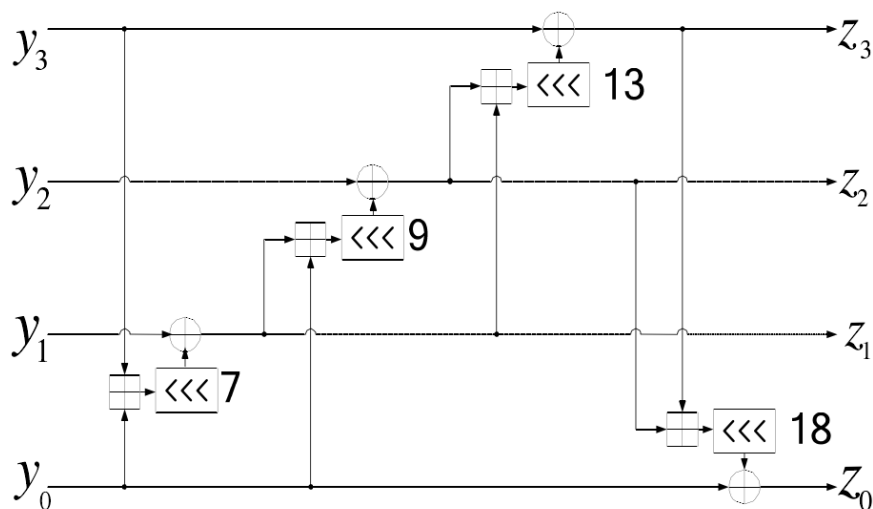 y₃ z₃
<<< 13
y₂ z₂
<<< 9
y₁ z₁
<<< 7
<<< 18
y₀ z₀